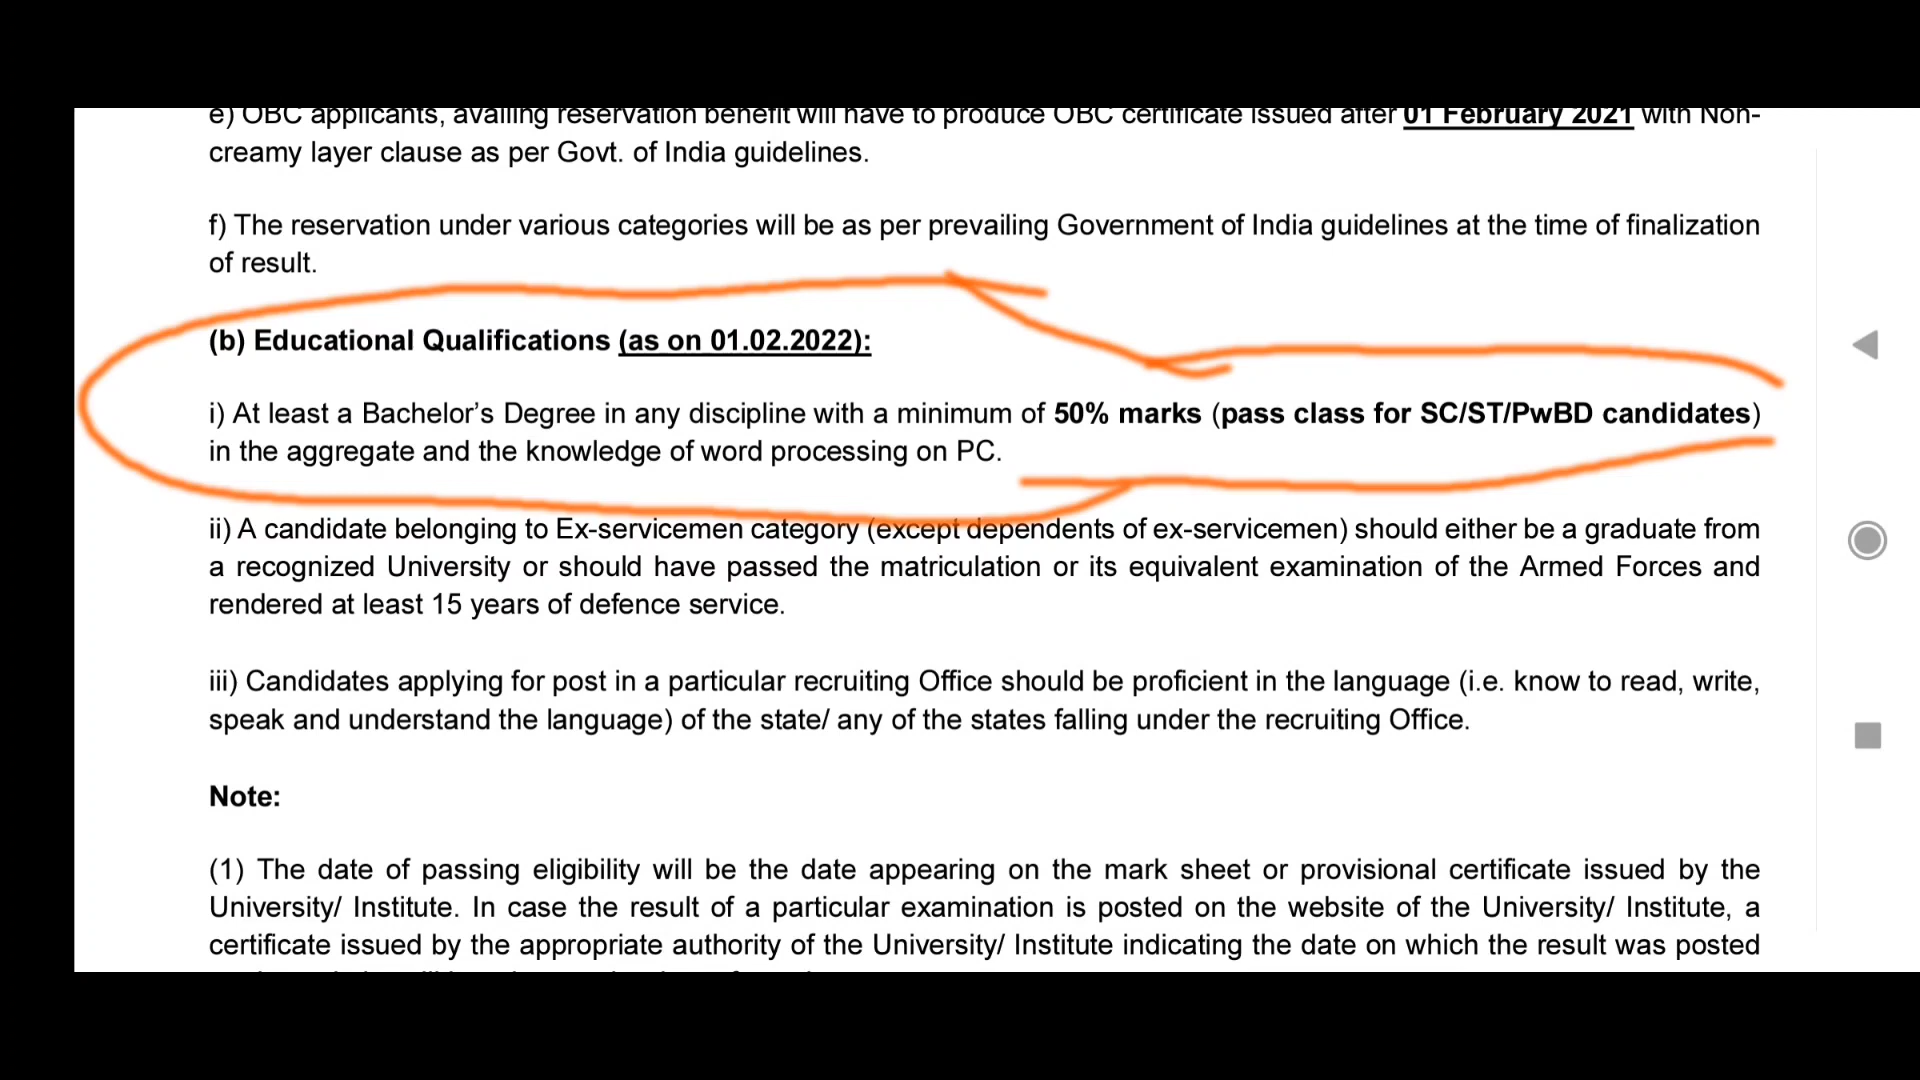 e) OBC applicants, availing reservation benefit will have to produce OBC certificate issued after 01 February 2021 with Non-
creamy layer clause as per Govt. of India guidelines.
f) The reservation under various categories will be as per prevailing Government of India guidelines at the time of finalization
of result.
(b) Educational Qualifications (as on 01.02.2022):
i) At least a Bachelor’s Degree in any discipline with a minimum of 50% marks (pass class for SC/ST/PwBD candidates)
in the aggregate and the knowledge of word processing on PC.
ii) A candidate belonging to Ex-servicemen category (except dependents of ex-servicemen) should either be a graduate from
a recognized University or should have passed the matriculation or its equivalent examination of the Armed Forces and
rendered at least 15 years of defence service.
iii) Candidates applying for post in a particular recruiting Office should be proficient in the language (i.e. know to read, write,
speak and understand the language) of the state/ any of the states falling under the recruiting Office.
Note:
(1) The date of passing eligibility will be the date appearing on the mark sheet or provisional certificate issued by the
University/ Institute. In case the result of a particular examination is posted on the website of the University/ Institute, a
certificate issued by the appropriate authority of the University/ Institute indicating the date on which the result was posted